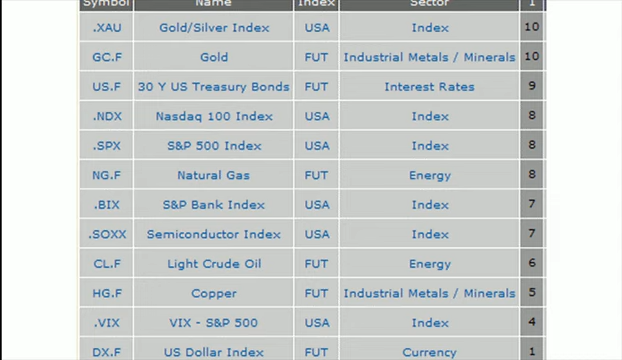 Symbol Name Index Sector 1
.XAU Gold/Silver Index USA Index 10
GC.F Gold FUT Industrial Metals / Minerals 10
US.F 30 Y US Treasury Bonds FUT Interest Rates 9
.NDX Nasdaq 100 Index USA Index 8
.SPX S&P 500 Index USA Index 8
NG.F Natural Gas FUT Energy 8
.BIX S&P Bank Index USA Index 7
.SOXX Semiconductor Index USA Index 7
CL.F Light Crude Oil FUT Energy 6
HG.F Copper FUT Industrial Metals / Minerals 5
.VIX VIX - S&P 500 USA Index 4
DX.F US Dollar Index FUT Currency 1